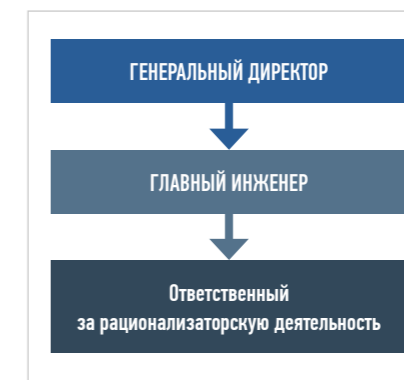 ГЕНЕРАЛЬНЫЙ ДИРЕКТОР
ГЛАВНЫЙ ИНЖЕНЕР
Ответственный
за рационализаторскую деятельность